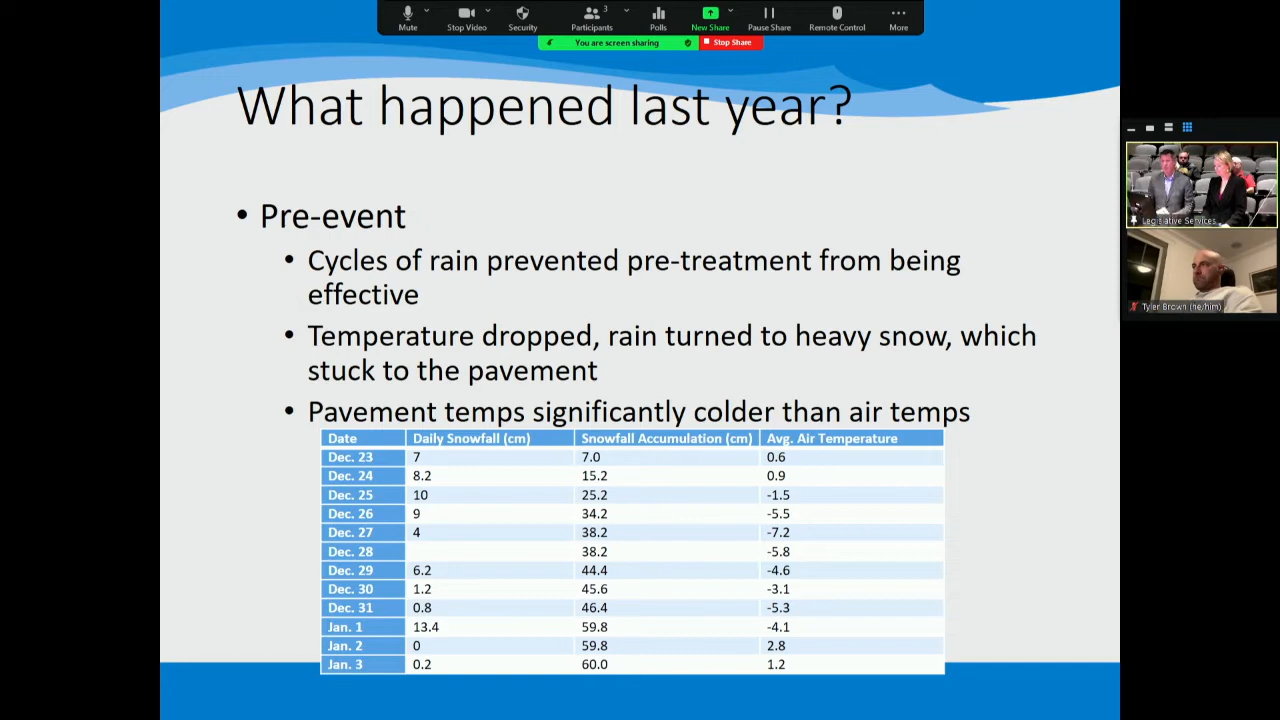 Mute
Stop Video
Security
Participants
3
Polls
New Share
Pause Share
Remote Control
More
You are screen sharing
Stop Share
What happened last year?
• Pre-event
• Cycles of rain prevented pre-treatment from being
effective
• Temperature dropped, rain turned to heavy snow, which
stuck to the pavement
• Pavement temps significantly colder than air temps
Date Daily Snowfall (cm) Snowfall Accumulation (cm) Avg. Air Temperature
Dec. 23 7 7.0 0.6
Dec. 24 8.2 15.2 0.9
Dec. 25 10 25.2 -1.5
Dec. 26 9 34.2 -5.5
Dec. 27 4 38.2 -7.2
Dec. 28 38.2 -5.8
Dec. 29 6.2 44.4 -4.6
Dec. 30 1.2 45.6 -3.1
Dec. 31 0.8 46.4 -5.3
Jan. 1 13.4 59.8 -4.1
Jan. 2 0 59.8 2.8
Jan. 3 0.2 60.0 1.2
Legislative Services
Tyler Brown (he/him)